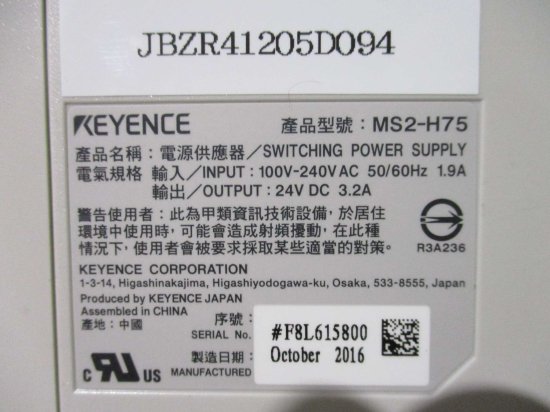 JBZR41205D094
KEYENCE 產品型號：MS2-H75
產品名稱：電源供應器/SWITCHING POWER SUPPLY
電氣規格 輸入/INPUT: 100V-240V AC 50/60Hz 1.9A
輸出/OUTPUT: 24V DC 3.2A
警告使用者：此為甲類資訊技術設備，於居住
環境中使用時，可能會造成射頻擾動，在此種
情況下，使用者會被要求採取某些適當的對策。
R3A236
KEYENCE CORPORATION
1-3-14, Higashinakajima, Higashiyodogawa-ku, Osaka, 533-8555, Japan
Produced by KEYENCE JAPAN
Assembled in CHINA
產地：中國
序號：
SERIAL No.
#F8L615800
製造日期：
October 2016
MANUFACTURED
C RU US